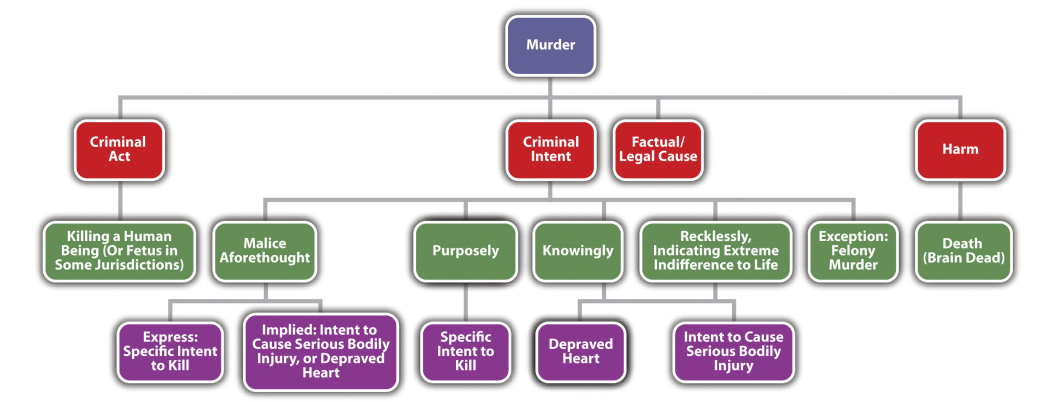 Murder
Criminal
Act
Criminal
Intent
Factual/
Legal Cause
Harm
Killing a Human
Being (Or Fetus in
Some Jurisdictions)
Malice
Aforethought
Purposely
Knowingly
Recklessly,
Indicating Extreme
Indifference to Life
Exception:
Felony
Murder
Death
(Brain Dead)
Express:
Specific Intent
to Kill
Implied: Intent to
Cause Serious Bodily
Injury, or Depraved
Heart
Specific
Intent to
Kill
Depraved
Heart
Intent to Cause
Serious Bodily
Injury